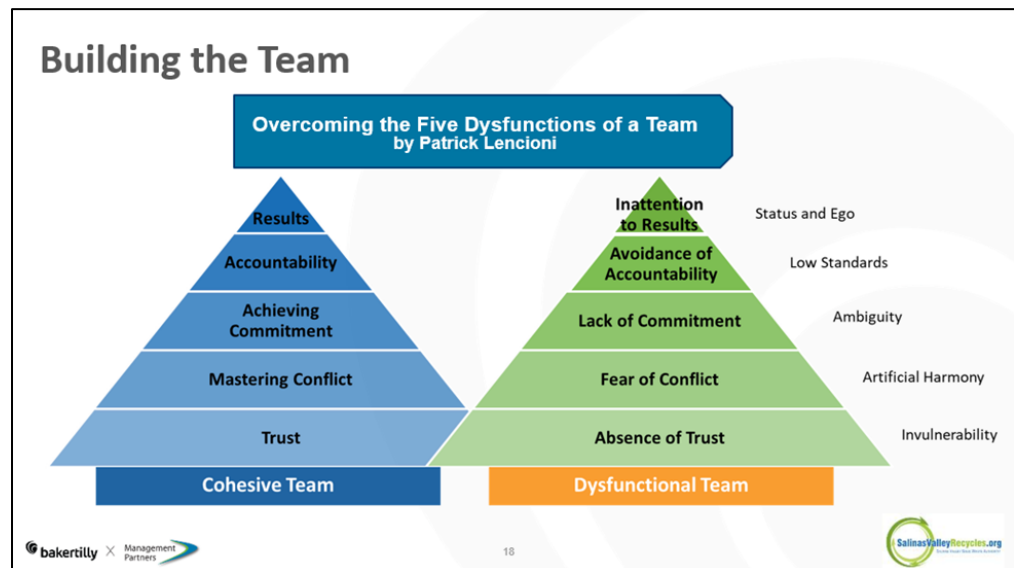 Building the Team
Overcoming the Five Dysfunctions of a Team
by Patrick Lencioni
Results
Accountability
Achieving
Commitment
Mastering Conflict
Trust
Cohesive Team
Inattention
to Results
Status and Ego
Avoidance of
Accountability
Low Standards
Lack of Commitment
Ambiguity
Fear of Conflict
Artificial Harmony
Absence of Trust
Invulnerability
Dysfunctional Team
bakertilly X Management
Partners
18
SalinasValleyRecycles.org